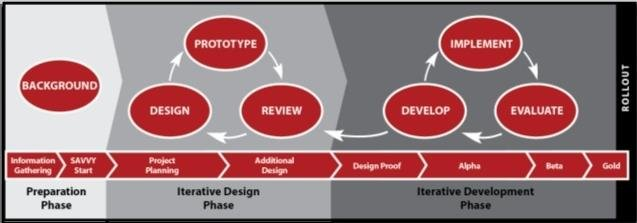 PROTOTYPE
IMPLEMENT
BACKGROUND
DESIGN
REVIEW
DEVELOP
EVALUATE
ROLLOUT
Information
Gathering
SAVVY
Start
Project
Planning
Additional
Design
Design Proof
Alpha
Beta
Gold
Preparation
Phase
Iterative Design
Phase
Iterative Development
Phase